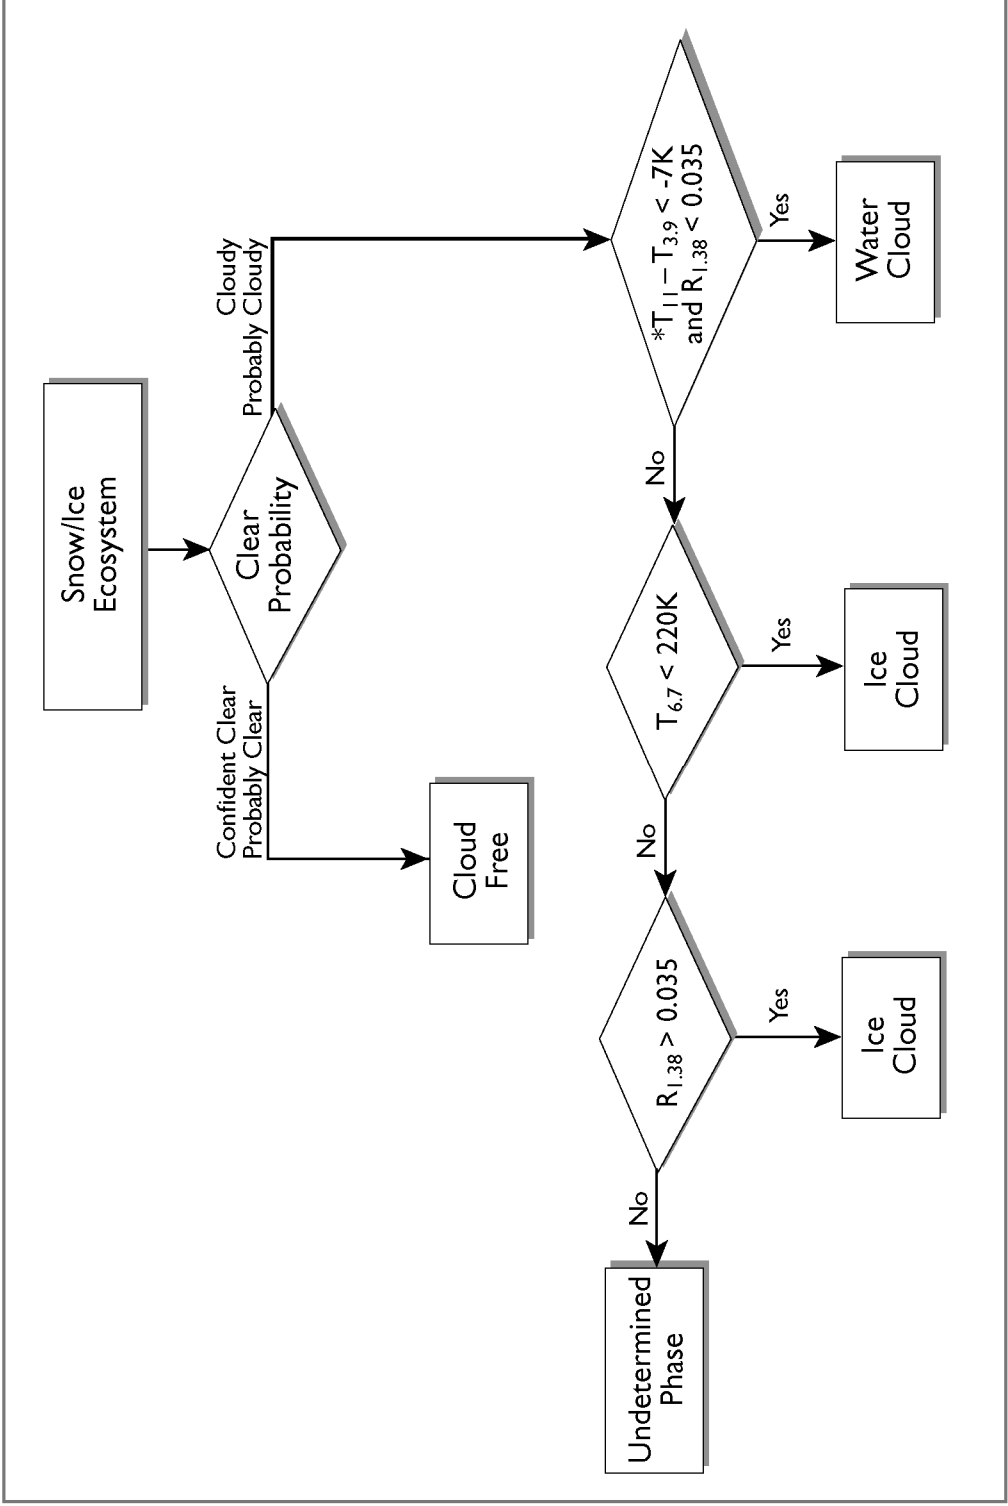 Snow/Ice
Ecosystem
Clear
Probability
Confident Clear
Probably Clear
Cloudy
Probably Cloudy
Cloud
Free
*T11 – T3.9 < -7K
and R1.38 < 0.035
Yes
Water
Cloud
No
T6.7 < 220K
Yes
Ice
Cloud
No
R1.38 > 0.035
Yes
Ice
Cloud
No
Undetermined
Phase